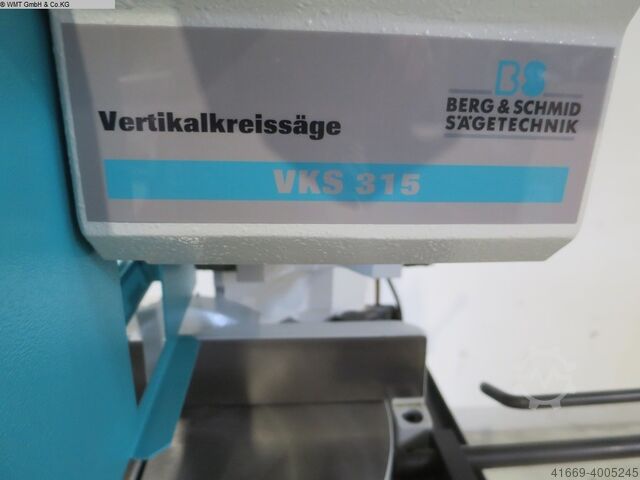 © WMT GmbH & Co.KG
BS
BERG & SCHMID
SÄGETECHNIK
Vertikalkreissäge
VKS 315
41669-4005245